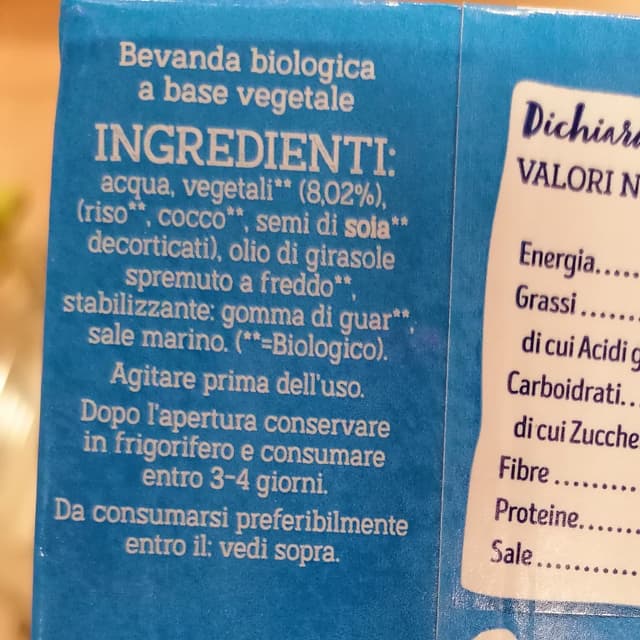 Bevanda biologica
a base vegetale
INGREDIENTI:
acqua, vegetali** (8,02%),
(riso**, cocco**, semi di soia**
decorticati), olio di girasole
spremuto a freddo**,
stabilizzante: gomma di guar**,
sale marino. (**=Biologico).
Agitare prima dell'uso.
Dopo l'apertura conservare
in frigorifero e consumare
entro 3-4 giorni.
Da consumarsi preferibilmente
entro il: vedi sopra.
Dichiara
VALORI N
Energia.....
Grassi.......
di cui Acidi g
Carboidrati..
di cui Zucche
Fibre.........
Proteine.......
Sale............